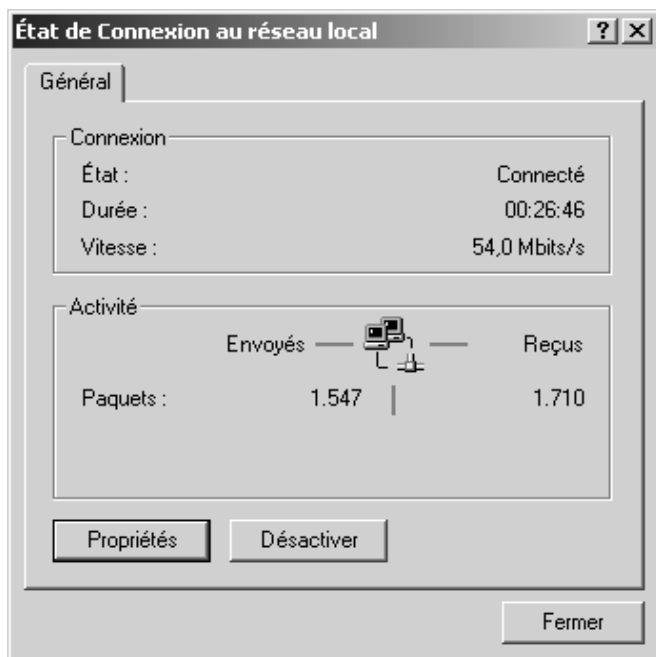 État de Connexion au réseau local
Général
Connexion
État : Connecté
Durée : 00:26:46
Vitesse : 54,0 Mbits/s
Activité
Envoyés Reçus
Paquets : 1.547 1.710
Propriétés Désactiver
Fermer